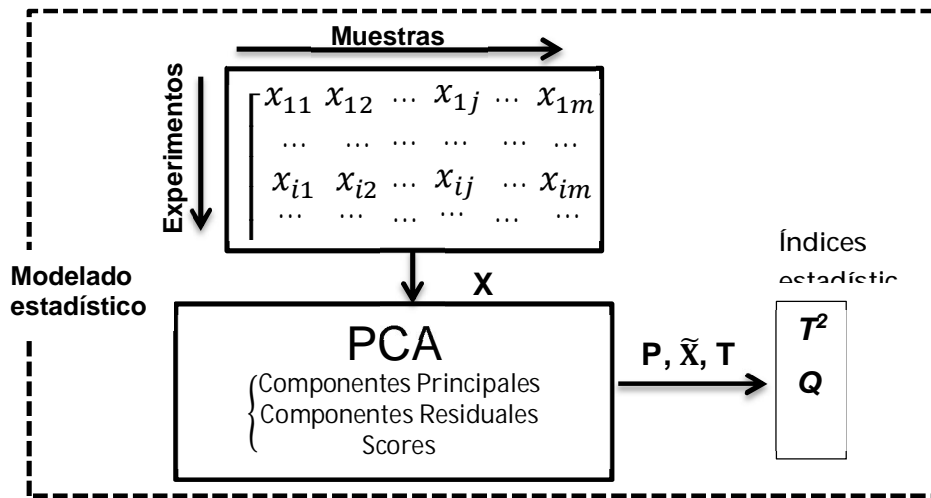 Muestras
Experimentos
x₁₁ x₁₂ ... x₁ⱼ ... x₁ₘ
... ... ... ... ... ...
xᵢ₁ xᵢ₂ ... xᵢⱼ ... xᵢₘ
... ... ... ... ... ...
X
Modelado
estadístico
PCA
Componentes Principales
Componentes Residuales
Scores
P, X̃, T
Índices
estadístic
T²
Q